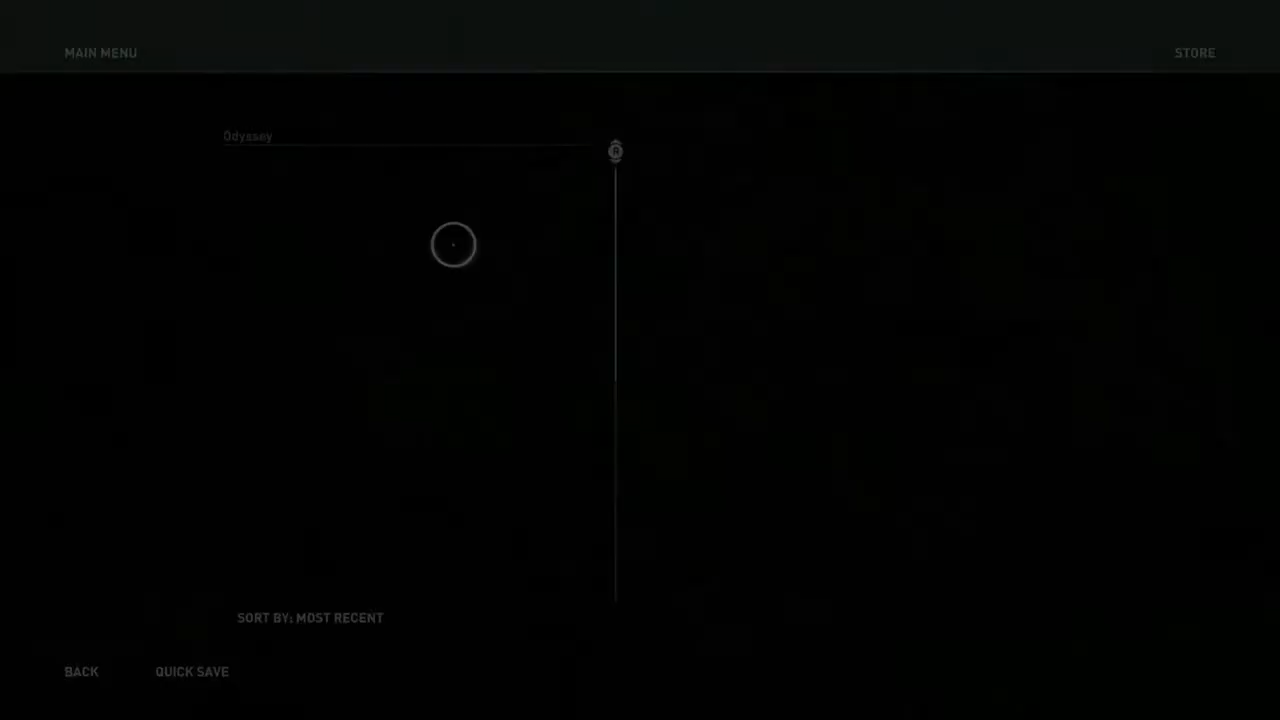 MAIN MENU
STORE
Odyssey
R
SORT BY: MOST RECENT
BACK
QUICK SAVE